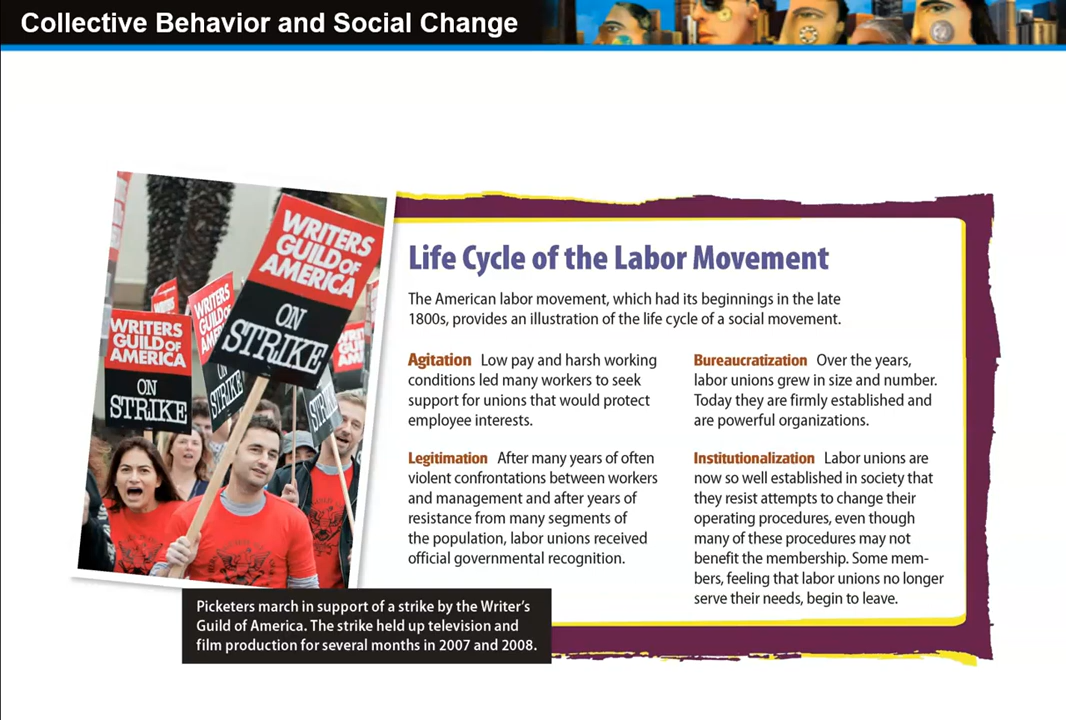 Collective Behavior and Social Change
WRITERS
GUILD OF
AMERICA
ON
STRIKE
WRITERS
GUILD OF
AMERICA
ON
STRIKE
WRITERS
GUILD OF
ON
STRIKE
Life Cycle of the Labor Movement
The American labor movement, which had its beginnings in the late
1800s, provides an illustration of the life cycle of a social movement.
Agitation Low pay and harsh working
conditions led many workers to seek
support for unions that would protect
employee interests.
Legitimation After many years of often
violent confrontations between workers
and management and after years of
resistance from many segments of
the population, labor unions received
official governmental recognition.
Bureaucratization Over the years,
labor unions grew in size and number.
Today they are firmly established and
are powerful organizations.
Institutionalization Labor unions are
now so well established in society that
they resist attempts to change their
operating procedures, even though
many of these procedures may not
benefit the membership. Some mem-
bers, feeling that labor unions no longer
serve their needs, begin to leave.
Picketers march in support of a strike by the Writer's
Guild of America. The strike held up television and
film production for several months in 2007 and 2008.